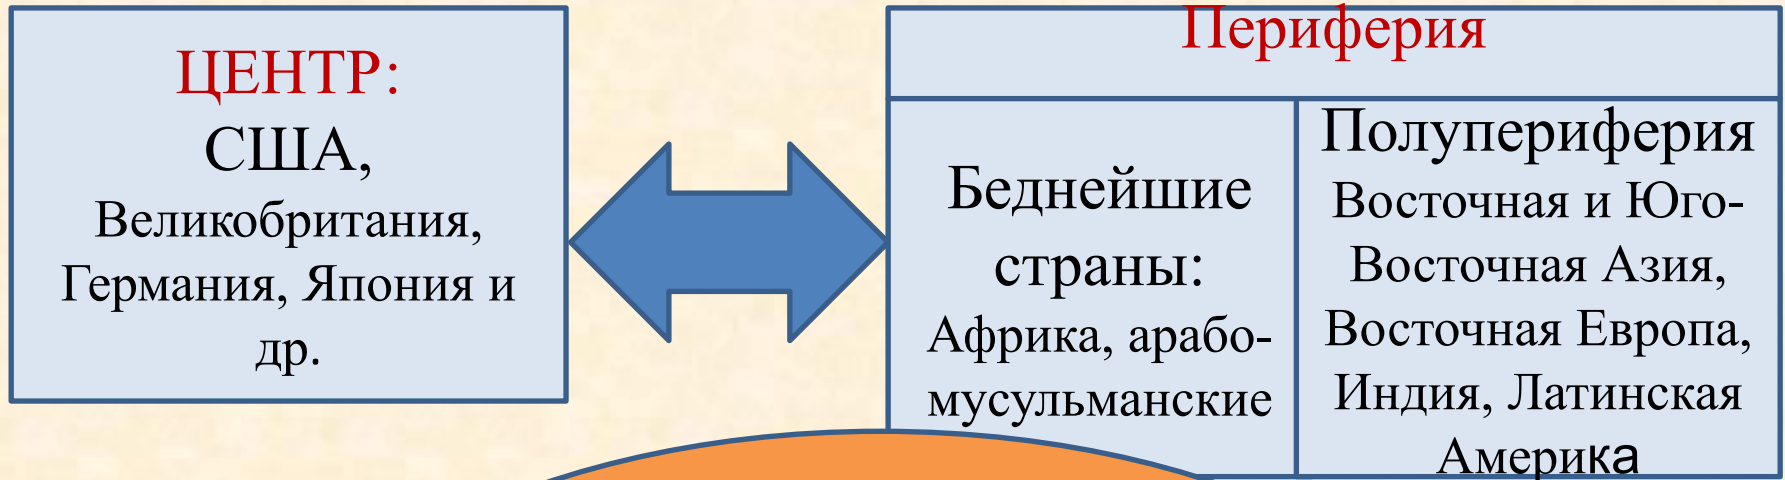 ЦЕНТР:
США,
Великобритания,
Германия, Япония и
др.
Периферия
Беднейшие
страны:
Африка, арабо-
мусульманские
Полупериферия
Восточная и Юго-
Восточная Азия,
Восточная Европа,
Индия, Латинская
Америка